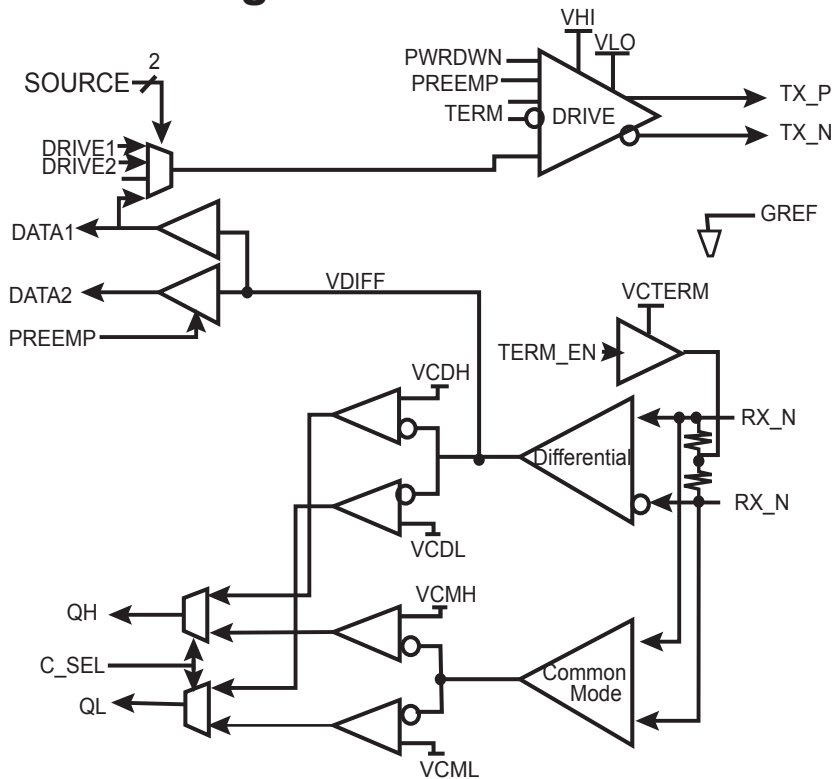 VHI
VLO
2
SOURCE
PWRDWN
PREEMP
TERM
DRIVE
TX_P
TX_N
DRIVE1
DRIVE2
GREF
DATA1
DATA2
VDIFF
PREEMP
VCTERM
TERM_EN
VCDH
RX_N
Differential
RX_N
VCDL
VCMH
QH
C_SEL
QL
Common
Mode
VCML